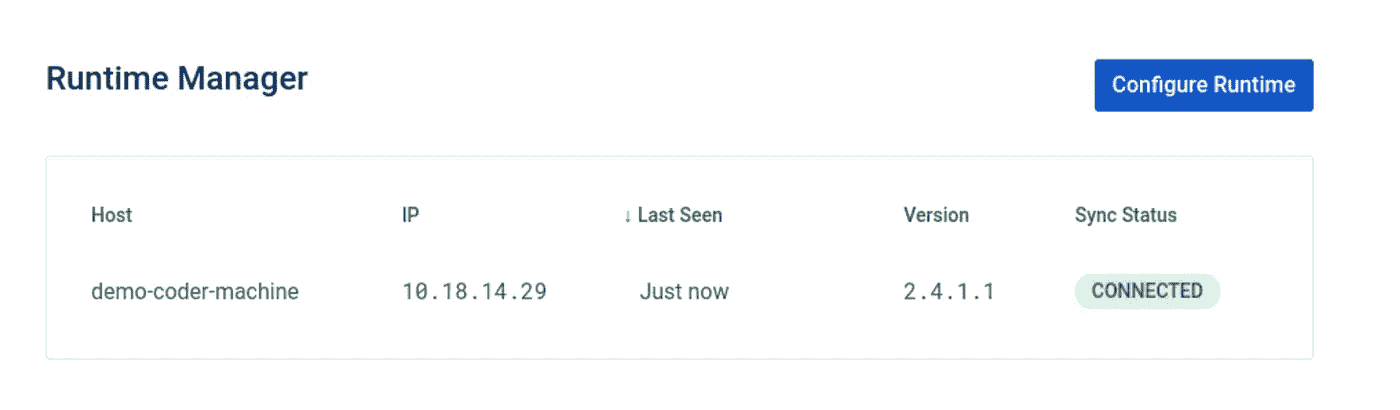 Runtime Manager
Configure Runtime
Host IP ↓ Last Seen Version Sync Status
demo-coder-machine 10.18.14.29 Just now 2.4.1.1 CONNECTED